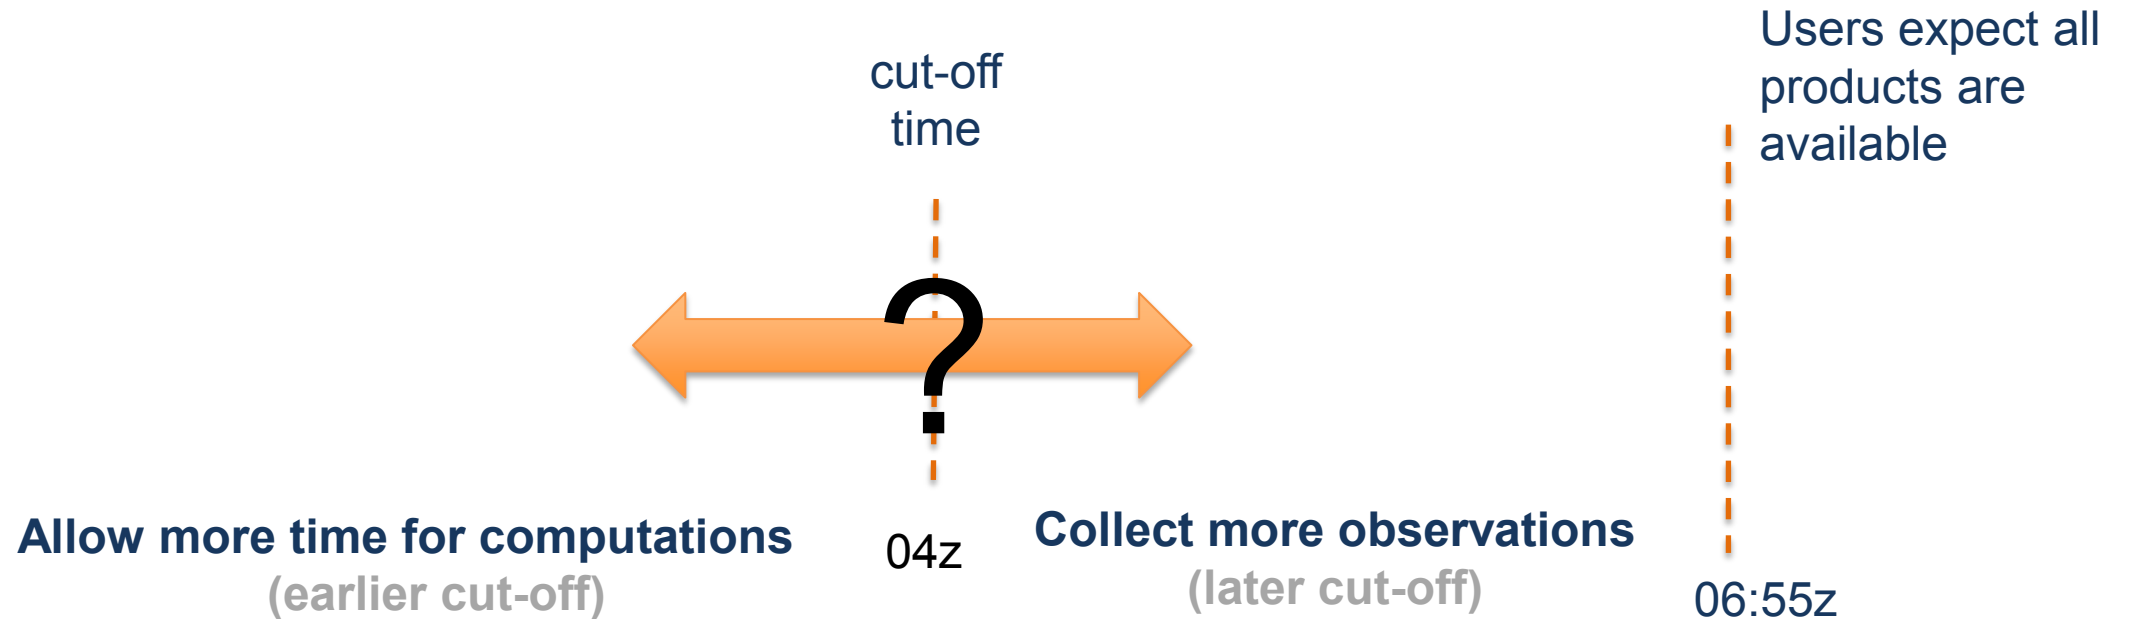 cut-off
time
Users expect all
products are
available
?
Allow more time for computations
(earlier cut-off)
04z
Collect more observations
(later cut-off)
06:55z